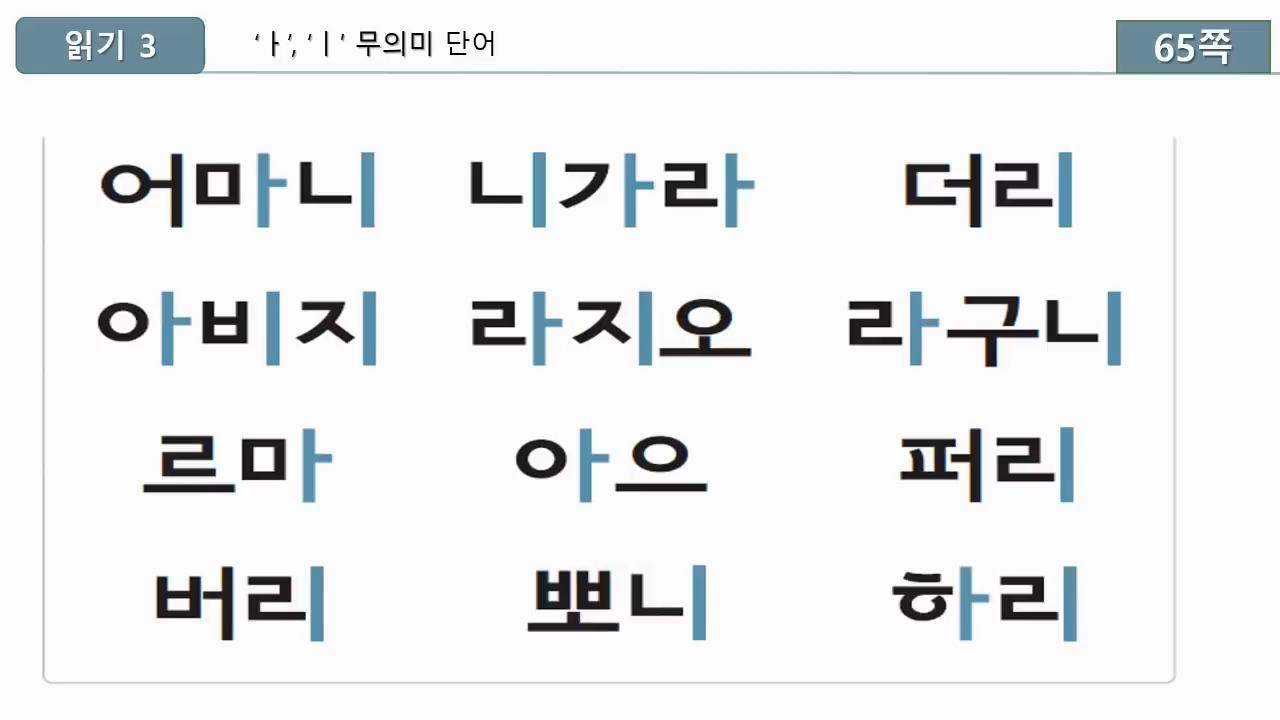 읽기 3
‘ㅏ’, ‘ㅣ’ 무의미 단어
65쪽
어마니 니가라 더리
아비지 라지오 라구니
르마 아으 퍼리
버리 뽀니 하리